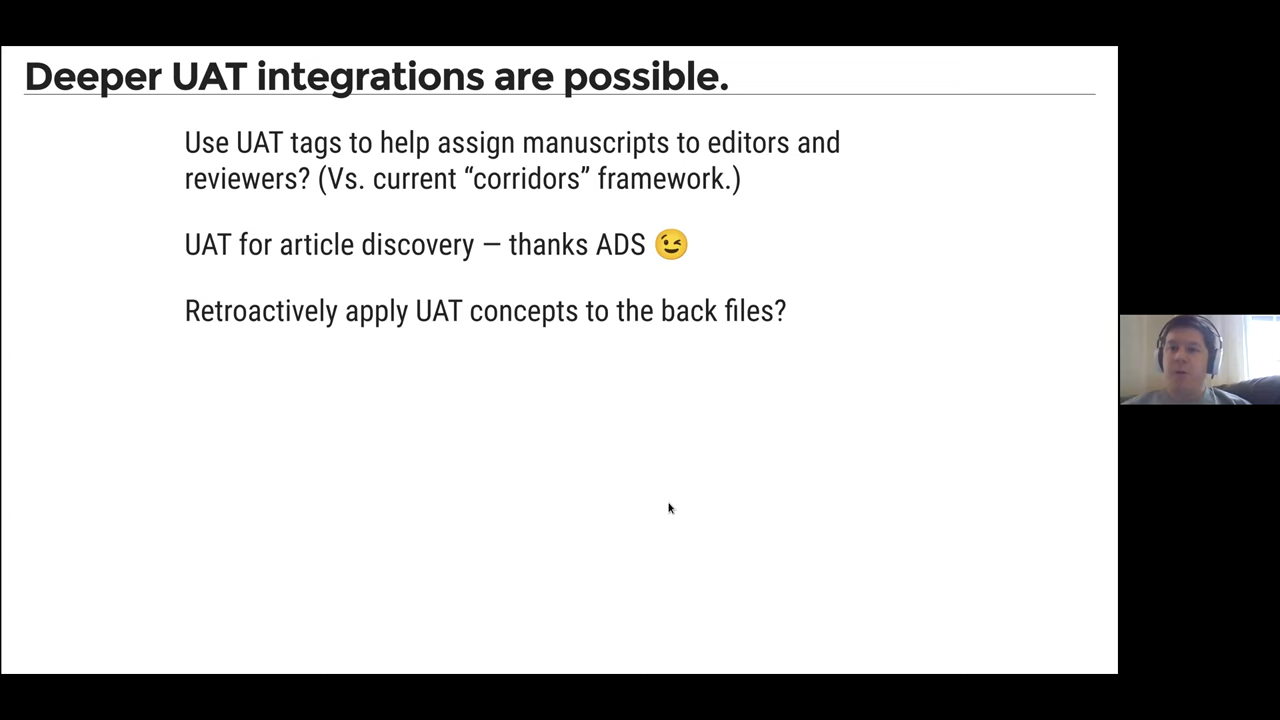 Deeper UAT integrations are possible.
Use UAT tags to help assign manuscripts to editors and
reviewers? (Vs. current “corridors” framework.)
UAT for article discovery — thanks ADS 😉
Retroactively apply UAT concepts to the back files?